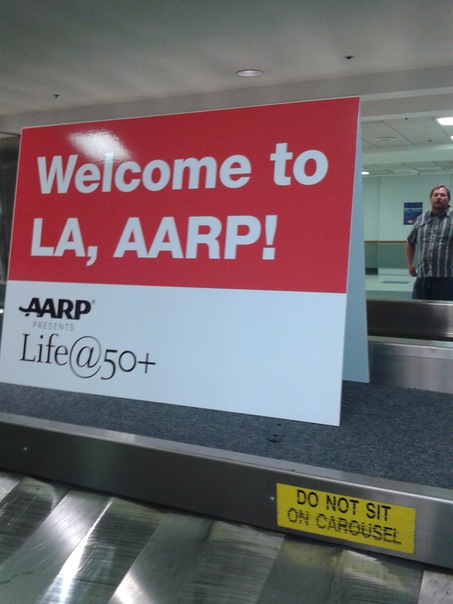 Welcome to
LA, AARP!
AARP®
PRESENTS
Life@50+
DO NOT SIT
ON CAROUSEL